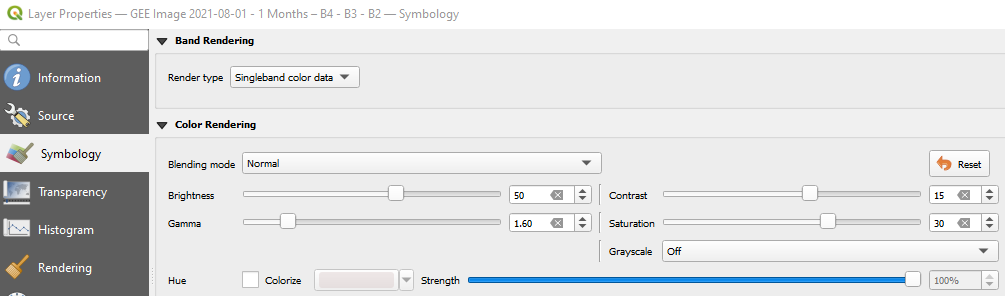 Layer Properties — GEE Image 2021-08-01 - 1 Months – B4 - B3 - B2 — Symbology
Information
Source
Symbology
Transparency
Histogram
Rendering
Band Rendering
Render type Singleband color data
Color Rendering
Blending mode Normal Reset
Brightness 50 Contrast 15
Gamma 1.60 Saturation 30
Grayscale Off
Hue Colorize Strength 100%